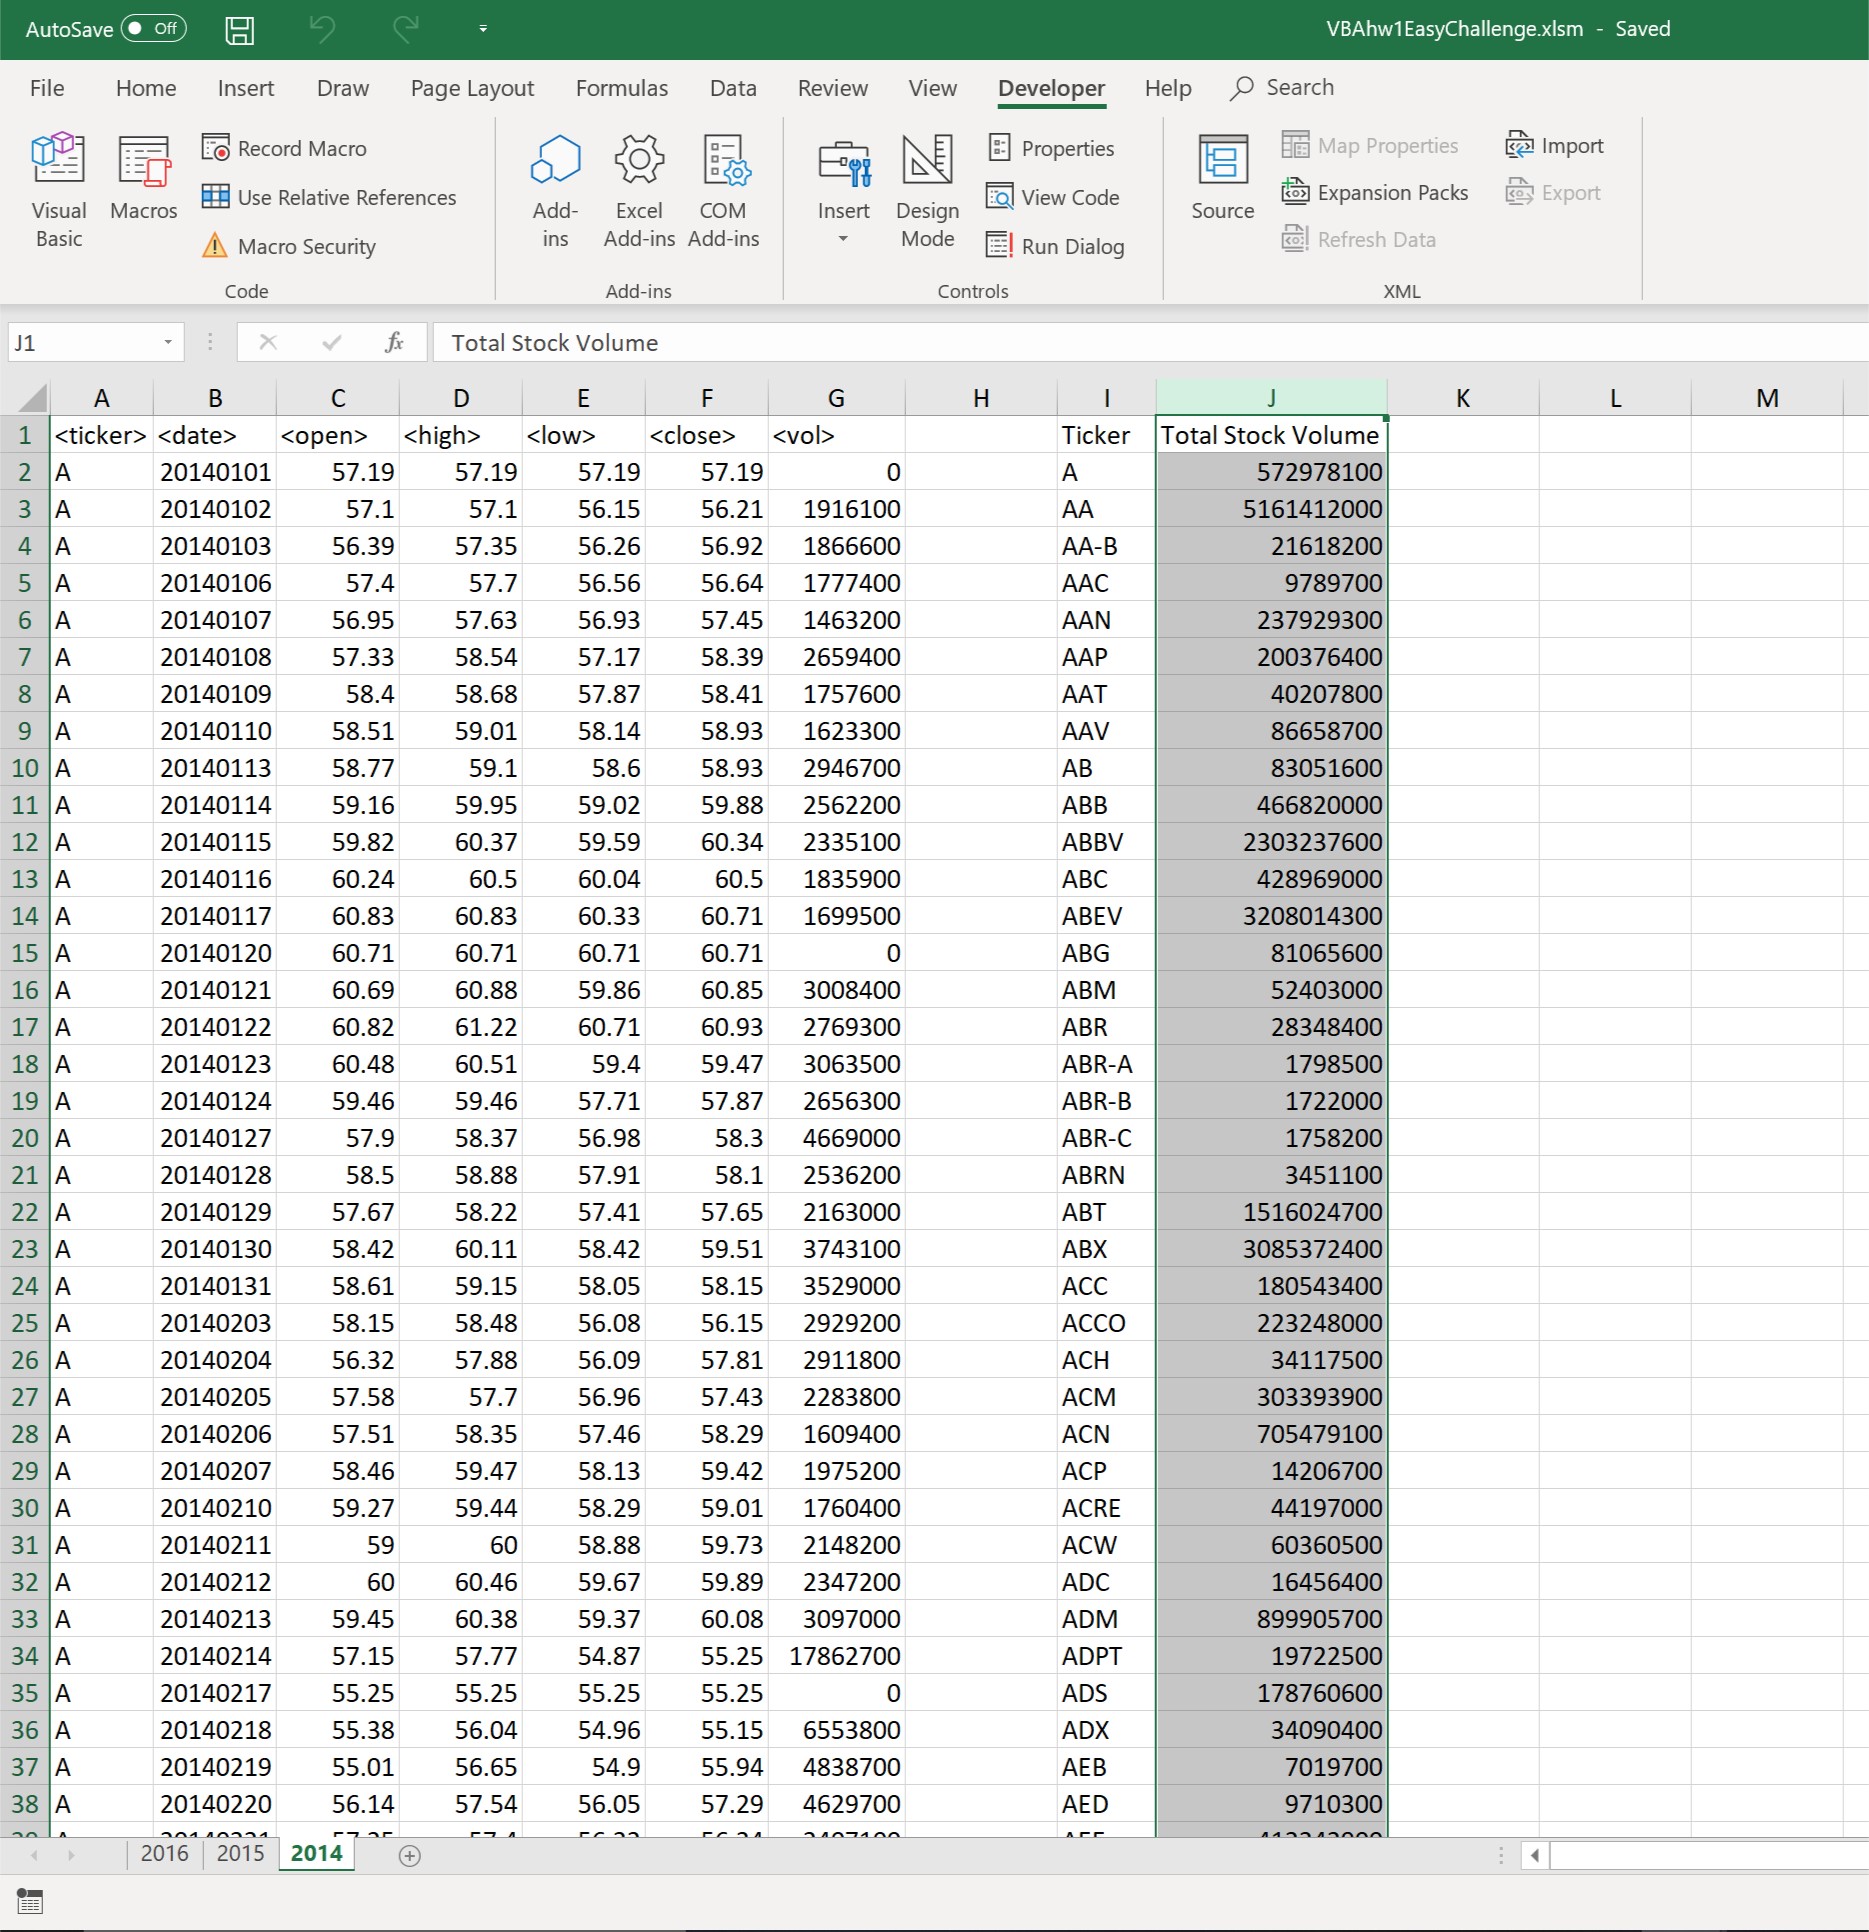 AutoSave Off VBAhw1EasyChallenge.xlsm - Saved
File Home Insert Draw Page Layout Formulas Data Review View Developer Help Search
Visual Basic Macros Record Macro Use Relative References Macro Security
Add-ins Excel Add-ins COM Add-ins
Insert Design Mode Properties View Code Run Dialog
Source Map Properties Expansion Packs Refresh Data Import Export
Code Add-ins Controls XML
J1 fx Total Stock Volume
A B C D E F G H I J K L M
1 <ticker> <date> <open> <high> <low> <close> <vol> Ticker Total Stock Volume
2 A 20140101 57.19 57.19 57.19 57.19 0 A 572978100
3 A 20140102 57.1 57.1 56.15 56.21 1916100 AA 5161412000
4 A 20140103 56.39 57.35 56.26 56.92 1866600 AA-B 21618200
5 A 20140106 57.4 57.7 56.56 56.64 1777400 AAC 9789700
6 A 20140107 56.95 57.63 56.93 57.45 1463200 AAN 237929300
7 A 20140108 57.33 58.54 57.17 58.39 2659400 AAP 200376400
8 A 20140109 58.4 58.68 57.87 58.41 1757600 AAT 40207800
9 A 20140110 58.51 59.01 58.14 58.93 1623300 AAV 86658700
10 A 20140113 58.77 59.1 58.6 58.93 2946700 AB 83051600
11 A 20140114 59.16 59.95 59.02 59.88 2562200 ABB 466820000
12 A 20140115 59.82 60.37 59.59 60.34 2335100 ABBV 2303237600
13 A 20140116 60.24 60.5 60.04 60.5 1835900 ABC 428969000
14 A 20140117 60.83 60.83 60.33 60.71 1699500 ABEV 3208014300
15 A 20140120 60.71 60.71 60.71 60.71 0 ABG 81065600
16 A 20140121 60.69 60.88 59.86 60.85 3008400 ABM 52403000
17 A 20140122 60.82 61.22 60.71 60.93 2769300 ABR 28348400
18 A 20140123 60.48 60.51 59.4 59.47 3063500 ABR-A 1798500
19 A 20140124 59.46 59.46 57.71 57.87 2656300 ABR-B 1722000
20 A 20140127 57.9 58.37 56.98 58.3 4669000 ABR-C 1758200
21 A 20140128 58.5 58.88 57.91 58.1 2536200 ABRN 3451100
22 A 20140129 57.67 58.22 57.41 57.65 2163000 ABT 1516024700
23 A 20140130 58.42 60.11 58.42 59.51 3743100 ABX 3085372400
24 A 20140131 58.61 59.15 58.05 58.15 3529000 ACC 180543400
25 A 20140203 58.15 58.48 56.08 56.15 2929200 ACCO 223248000
26 A 20140204 56.32 57.88 56.09 57.81 2911800 ACH 34117500
27 A 20140205 57.58 57.7 56.96 57.43 2283800 ACM 303393900
28 A 20140206 57.51 58.35 57.46 58.29 1609400 ACN 705479100
29 A 20140207 58.46 59.47 58.13 59.42 1975200 ACP 14206700
30 A 20140210 59.27 59.44 58.29 59.01 1760400 ACRE 44197000
31 A 20140211 59 60 58.88 59.73 2148200 ACW 60360500
32 A 20140212 60 60.46 59.67 59.89 2347200 ADC 16456400
33 A 20140213 59.45 60.38 59.37 60.08 3097000 ADM 899905700
34 A 20140214 57.15 57.77 54.87 55.25 17862700 ADPT 19722500
35 A 20140217 55.25 55.25 55.25 55.25 0 ADS 178760600
36 A 20140218 55.38 56.04 54.96 55.15 6553800 ADX 34090400
37 A 20140219 55.01 56.65 54.9 55.94 4838700 AEB 7019700
38 A 20140220 56.14 57.54 56.05 57.29 4629700 AED 9710300
2016 2015 2014